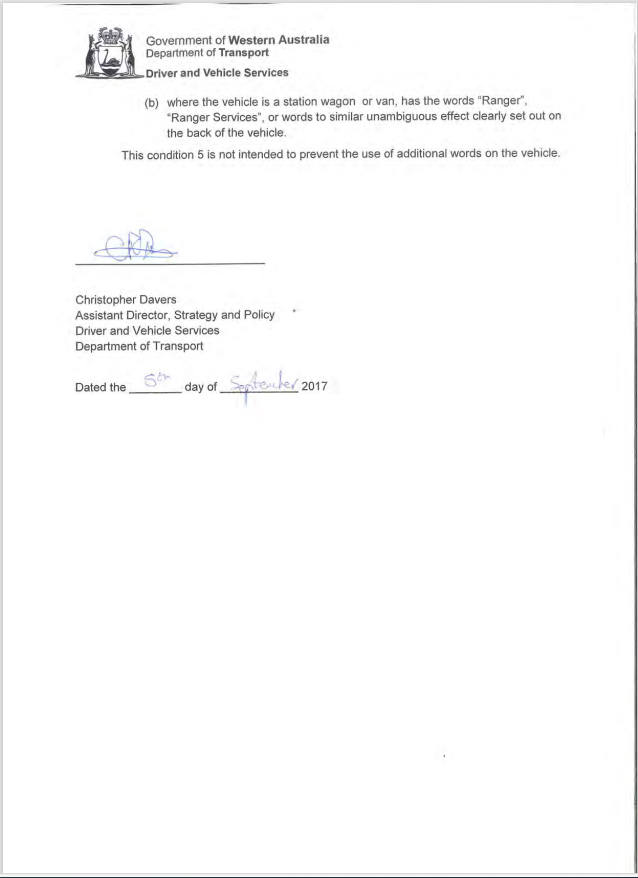 Government of Western Australia
Department of Transport
Driver and Vehicle Services
(b) where the vehicle is a station wagon or van, has the words “Ranger”,
“Ranger Services”, or words to similar unambiguous effect clearly set out on
the back of the vehicle.
This condition 5 is not intended to prevent the use of additional words on the vehicle.
Christopher Davers
Assistant Director, Strategy and Policy
Driver and Vehicle Services
Department of Transport
Dated the 5th day of September 2017